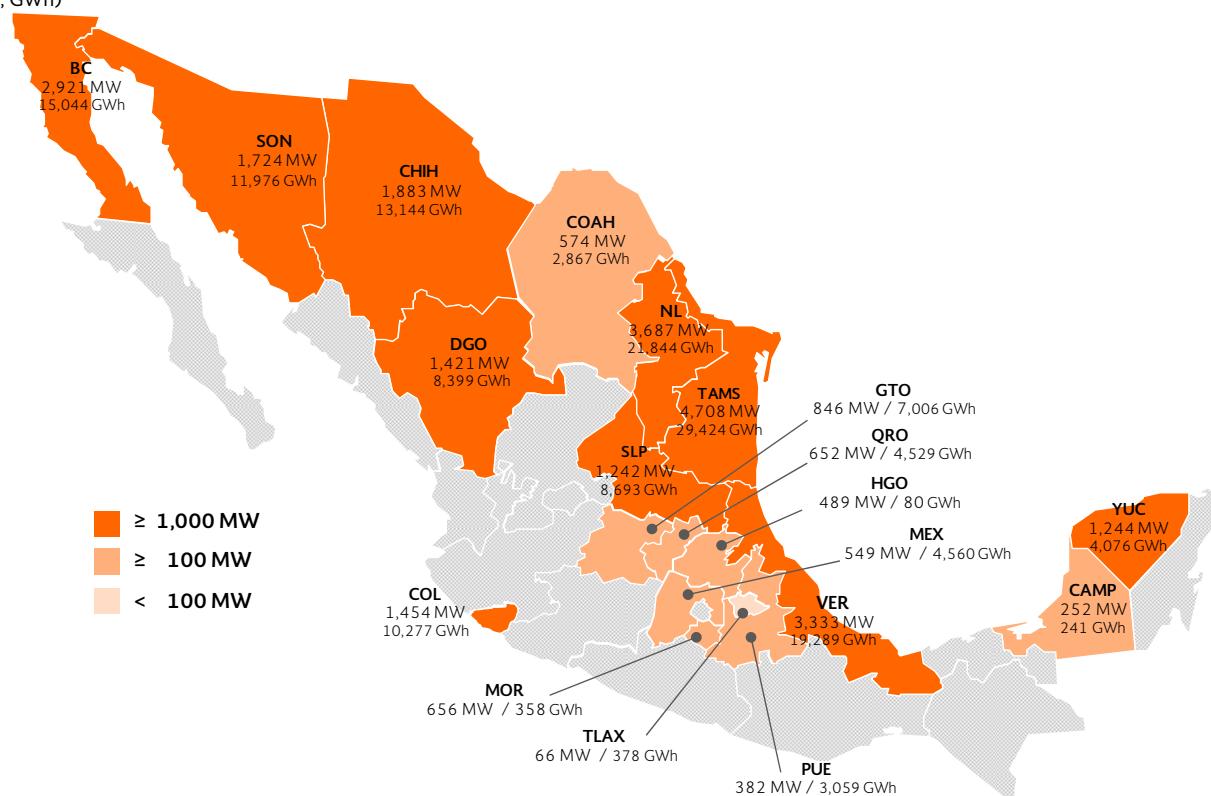 , GWh)
BC
2,921 MW
15,044 GWh
SON
1,724 MW
11,976 GWh
CHIH
1,883 MW
13,144 GWh
COAH
574 MW
2,867 GWh
NL
3,687 MW
21,844 GWh
DGO
1,421 MW
8,399 GWh
TAMS
4,708 MW
29,424 GWh
GTO
846 MW / 7,006 GWh
QRO
652 MW / 4,529 GWh
SLP
1,242 MW
8,693 GWh
HGO
489 MW / 80 GWh
MEX
549 MW / 4,560 GWh
YUC
1,244 MW
4,076 GWh
≥ 1,000 MW
≥ 100 MW
< 100 MW
COL
1,454 MW
10,277 GWh
VER
3,333 MW
19,289 GWh
CAMP
252 MW
241 GWh
MOR
656 MW / 358 GWh
TLAX
66 MW / 378 GWh
PUE
382 MW / 3,059 GWh